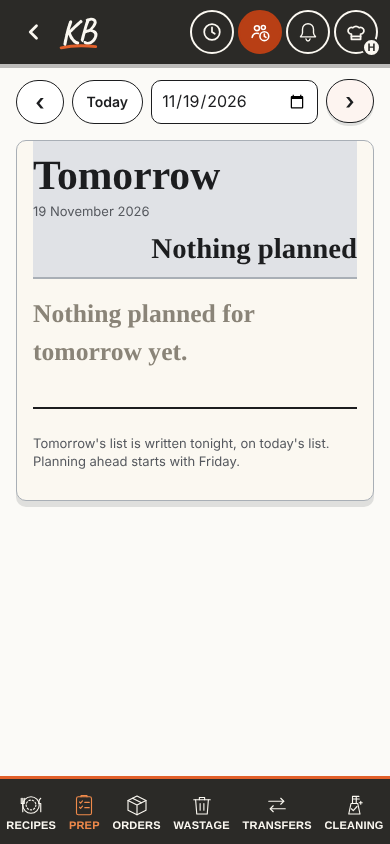 KB
H
‹
Today
11/19/2026
›
Tomorrow
19 November 2026
Nothing planned
Nothing planned for
tomorrow yet.
Tomorrow's list is written tonight, on today's list.
Planning ahead starts with Friday.
RECIPES
PREP
ORDERS
WASTAGE
TRANSFERS
CLEANING